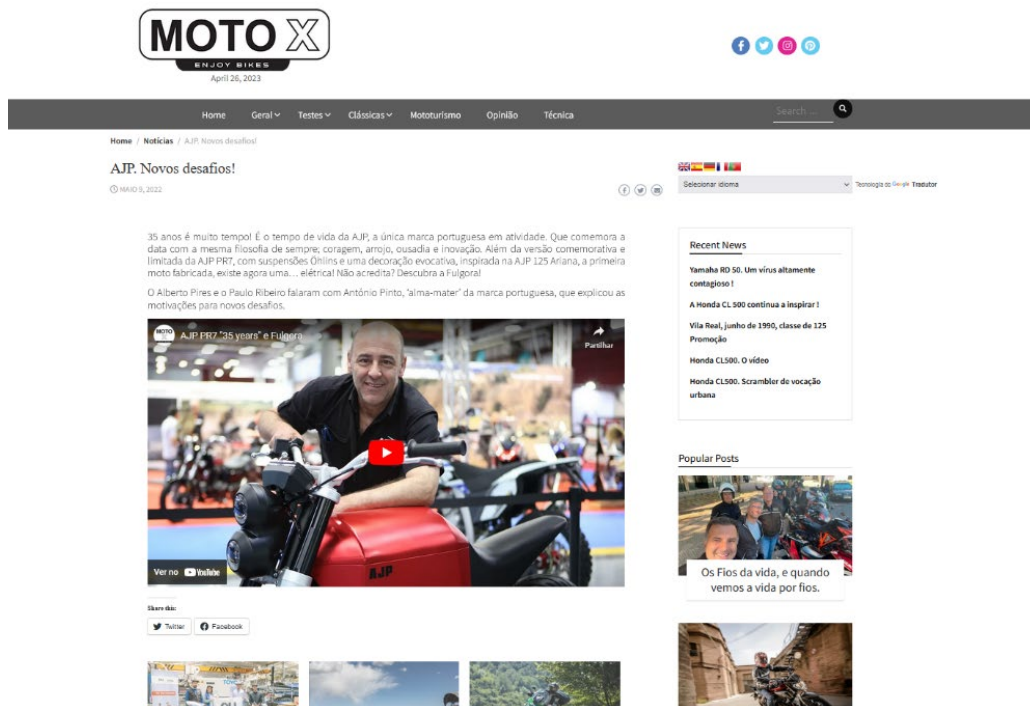 MOTO X
ENJOY BIKES
April 26, 2023
Home Geral Testes Clássicas Mototurismo Opinião Técnica
Search ...
Home / Notícias / AJP. Novos desafios!
AJP. Novos desafios!
MAIO 9, 2022
35 anos é muito tempo! É o tempo de vida da AJP, a única marca portuguesa em atividade. Que comemora a
data com a mesma filosofia de sempre; coragem, arrojo, ousadia e inovação. Além da versão comemorativa e
limitada da AJP PR7, com suspensões Öhlins e uma decoração evocativa, inspirada na AJP 125 Ariana, a primeira
moto fabricada, existe agora uma… elétrica! Não acredita? Descubra a Fulgora!
O Alberto Pires e o Paulo Ribeiro falaram com António Pinto, 'alma-mater' da marca portuguesa, que explicou as
motivações para novos desafios.
MOTO X
AJP PR7 "35 years" e Fulgora
Partilhar
AJP
Ver no YouTube
Share this:
Twitter Facebook
Selecionar idioma
Tecnologia do Google Tradutor
Recent News
Yamaha RD 50. Um vírus altamente
contagioso !
A Honda CL 500 continua a inspirar !
Vila Real, junho de 1990, classe de 125
Promoção
Honda CL500. O vídeo
Honda CL500. Scrambler de vocação
urbana
Popular Posts
Os Fios da vida, e quando
vemos a vida por fios.